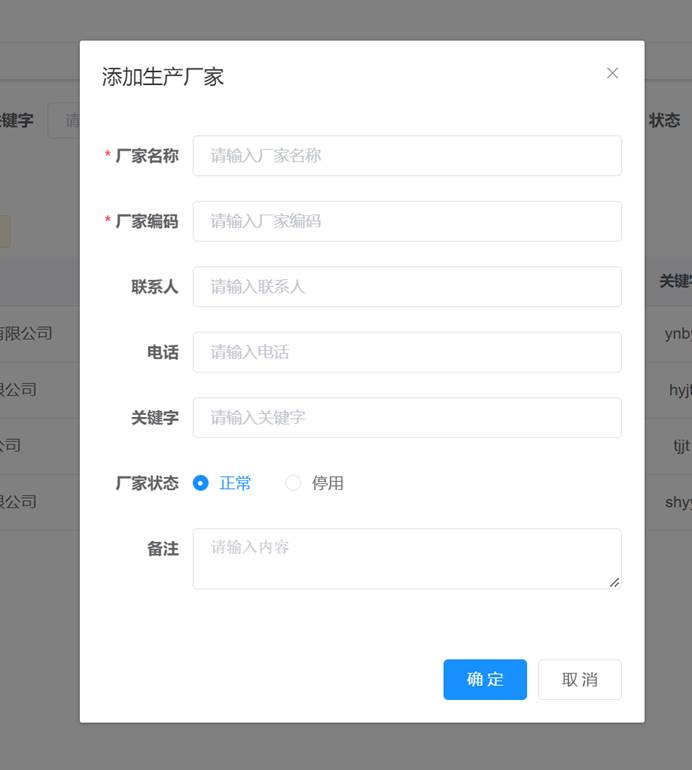 添加生产厂家
关键字
请
状态
* 厂家名称
请输入厂家名称
* 厂家编码
请输入厂家编码
联系人
请输入联系人
电话
请输入电话
关键字
请输入关键字
厂家状态
正常
停用
备注
请输入内容
确 定
取 消
有限公司
限公司
公司
限公司
关键字
ynby
hyjt
tjjt
shyy